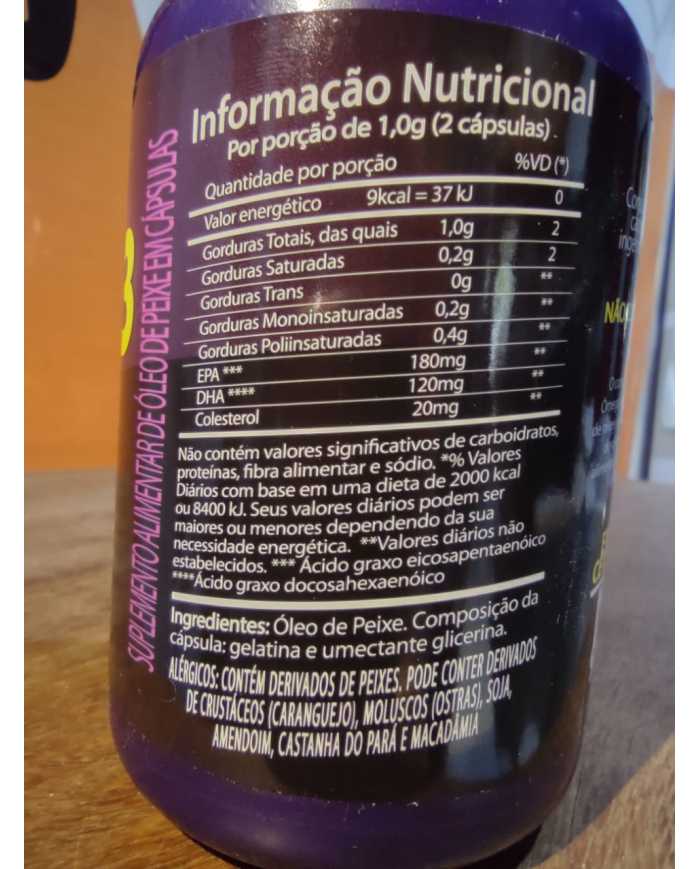 Informação Nutricional
Por porção de 1,0g (2 cápsulas).
Quantidade por porção %VD (*)
Valor energético 9kcal = 37 kJ 0
Gorduras Totais, das quais 1,0g 2
Gorduras Saturadas 0,2g 2
Gorduras Trans 0g **
Gorduras Monoinsaturadas 0,2g **
Gorduras Poliinsaturadas 0,4g **
EPA *** 180mg **
DHA **** 120mg **
Colesterol 20mg **
Não contém valores significativos de carboidratos,
proteínas, fibra alimentar e sódio. *% Valores
Diários com base em uma dieta de 2000 kcal
ou 8400 kJ. Seus valores diários podem ser
maiores ou menores dependendo da sua
necessidade energética. **Valores diários não
estabelecidos. *** Ácido graxo eicosapentaenóico
****Ácido graxo docosahexaenóico
Ingredientes: Óleo de Peixe. Composição da
cápsula: gelatina e umectante glicerina.
ALÉRGICOS: CONTÉM DERIVADOS DE PEIXES. PODE CONTER DERIVADOS
DE CRUSTÁCEOS (CARANGUEJO), MOLUSCOS (OSTRAS), SOJA,
AMENDOIM, CASTANHA DO PARÁ E MACADÂMIA
SUPLEMENTO ALIMENTAR DE ÓLEO DE PEIXE EM CÁPSULAS
3